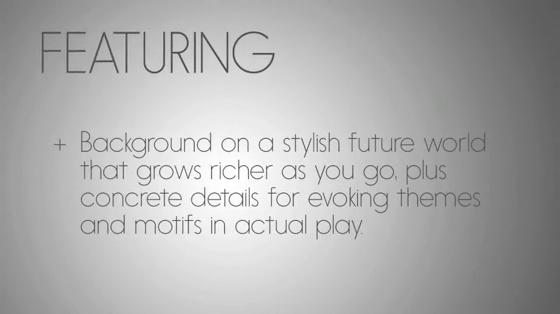 FEATURING
+ Background on a stylish future world
that grows richer as you go, plus
concrete details for evoking themes
and motifs in actual play.